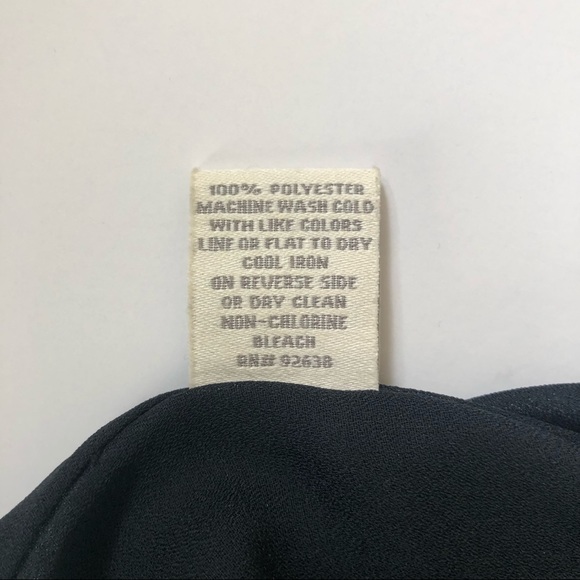 100% POLYESTER
MACHINE WASH COLD
WITH LIKE COLORS
LINE OR FLAT TO DRY
COOL IRON
ON REVERSE SIDE
OR DRY CLEAN
NON-CHLORINE
BLEACH
RN# 92638